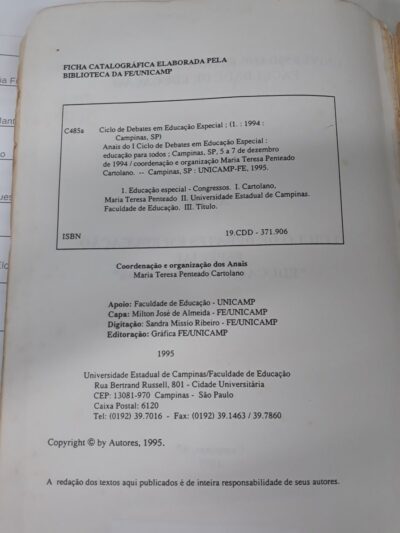 FICHA CATALOGRÁFICA ELABORADA PELA
BIBLIOTECA DA FE/UNICAMP
C485a
Ciclo de Debates em Educação Especial ; (1. : 1994 :
Campinas, SP)
Anais do I Ciclo de Debates em Educação Especial :
educação para todos : Campinas, SP, 5 a 7 de dezembro
de 1994 / coordenação e organização Maria Teresa Penteado
Cartolano. -- Campinas, SP : UNICAMP-FE, 1995.
1. Educação especial - Congressos. I. Cartolano,
Maria Teresa Penteado II. Universidade Estadual de Campinas.
Faculdade de Educação. III. Título.
ISBN
19.CDD - 371.906
Coordenação e organização dos Anais
Maria Teresa Penteado Cartolano
Apoio: Faculdade de Educação - UNICAMP
Capa: Milton José de Almeida - FE/UNICAMP
Digitação: Sandra Missio Ribeiro - FE/UNICAMP
Editoração: Gráfica FE/UNICAMP
1995
Universidade Estadual de Campinas/Faculdade de Educação
Rua Bertrand Russell, 801 - Cidade Universitária
CEP: 13081-970 Campinas - São Paulo
Caixa Postal: 6120
Tel: (0192) 39.7016 - Fax: (0192) 39.1463 / 39.7860
Copyright © by Autores, 1995.
A redação dos textos aqui publicados é de inteira responsabilidade de seus autores.